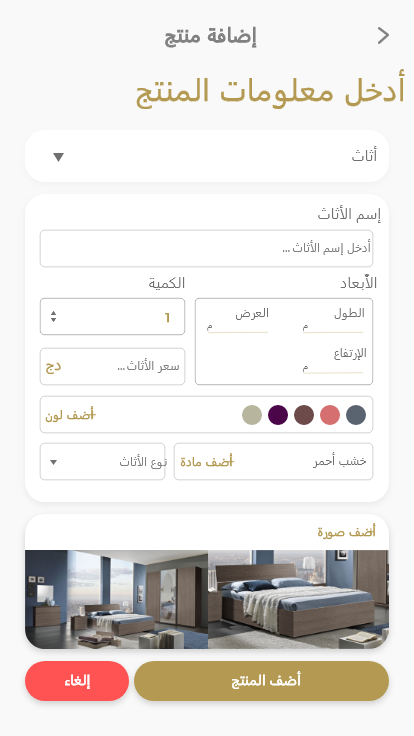 إضافة منتج
أدخل معلومات المنتج
أثاث
إسم الأثاث
أدخل إسم الأثاث ...
الأبعاد
الكمية
الطول
م
العرض
م
الإرتفاع
م
1
سعر الأثاث...
دج
+أضف لون
خشب أحمر
+أضف مادة
نوع الأثاث
أضف صورة
أضف المنتج
إلغاء